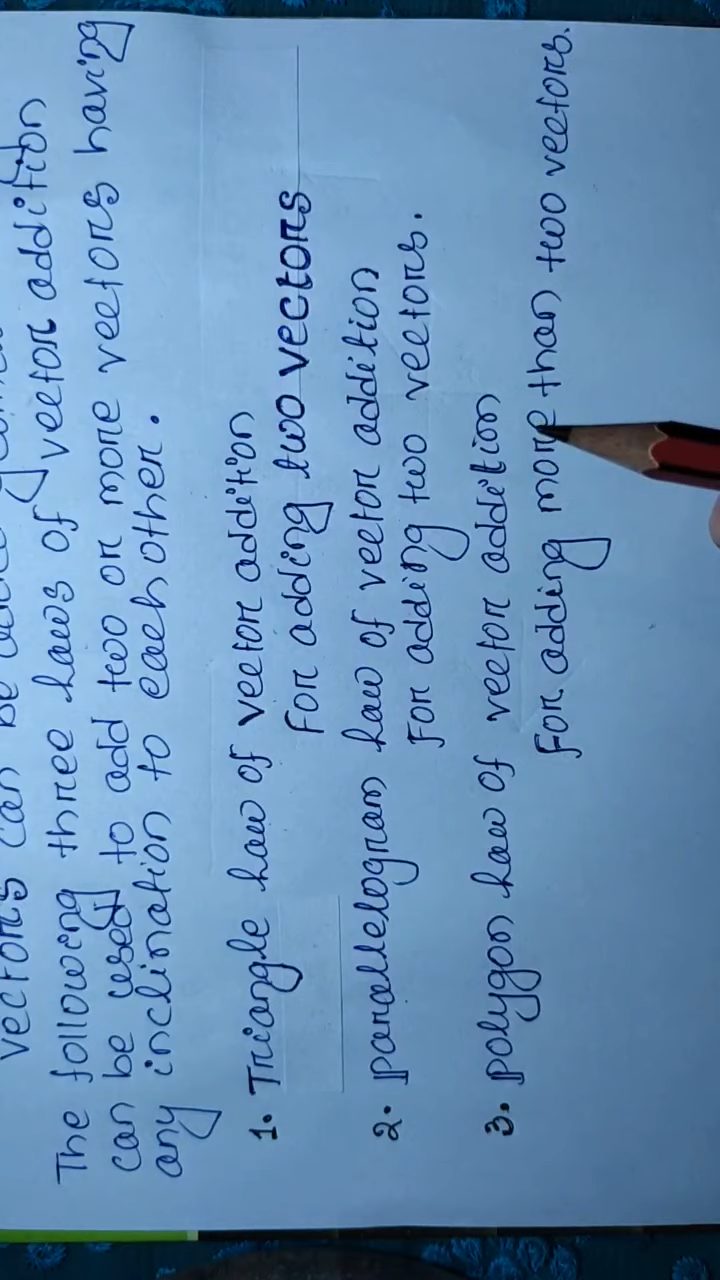 vectors can be
The following three laws of vector addition
can be used to add two or more vectors having
any inclination to each other.
1. Triangle law of vector addition
For adding two vectors
2. parallelogram law of vector addition
For adding two vectors.
3. polygon law of vector addition
For adding more than two vectors.